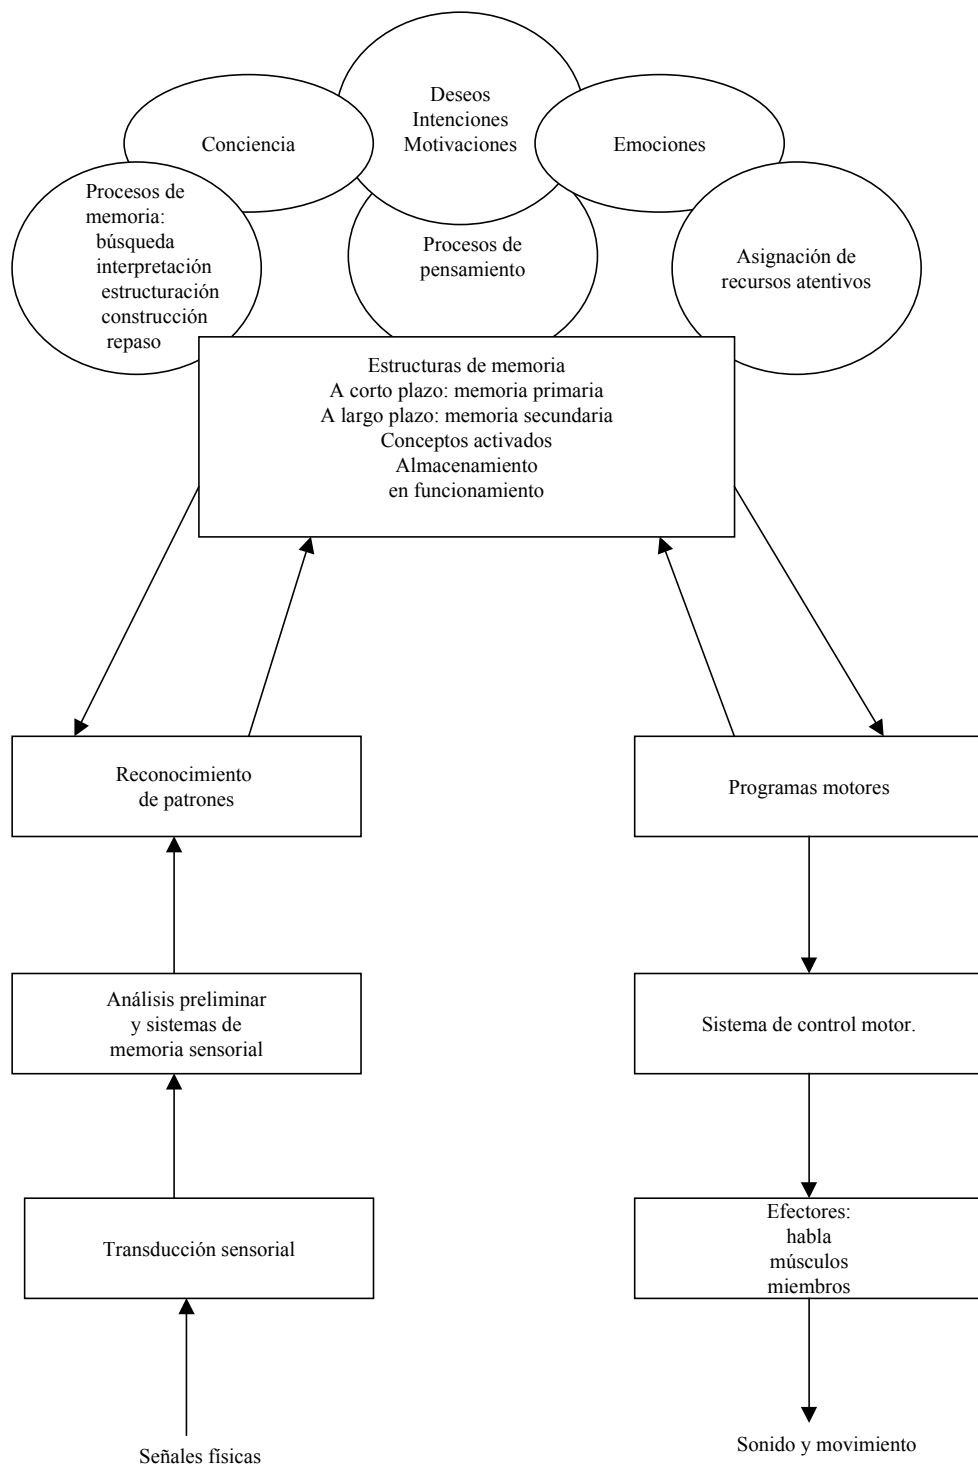 Deseos
Intenciones
Motivaciones
Conciencia
Emociones
Procesos de
memoria:
búsqueda
interpretación
estructuración
construcción
repaso
Procesos de
pensamiento
Asignación de
recursos atentivos
Estructuras de memoria
A corto plazo: memoria primaria
A largo plazo: memoria secundaria
Conceptos activados
Almacenamiento
en funcionamiento
Reconocimiento
de patrones
Programas motores
Análisis preliminar
y sistemas de
memoria sensorial
Sistema de control motor.
Transducción sensorial
Efectores:
habla
músculos
miembros
Señales físicas
Sonido y movimiento